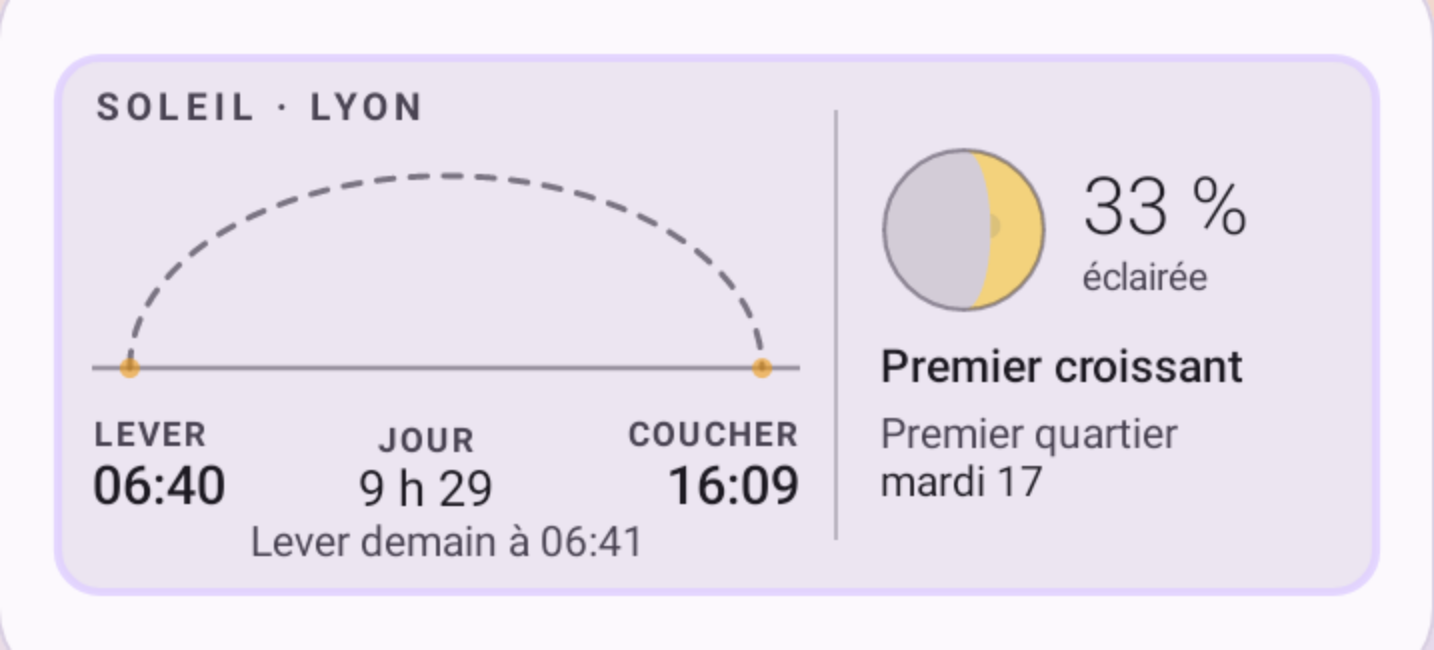 SOLEIL · LYON
LEVER
06:40
JOUR
9 h 29
COUCHER
16:09
Lever demain à 06:41
33 %
éclairée
Premier croissant
Premier quartier
mardi 17